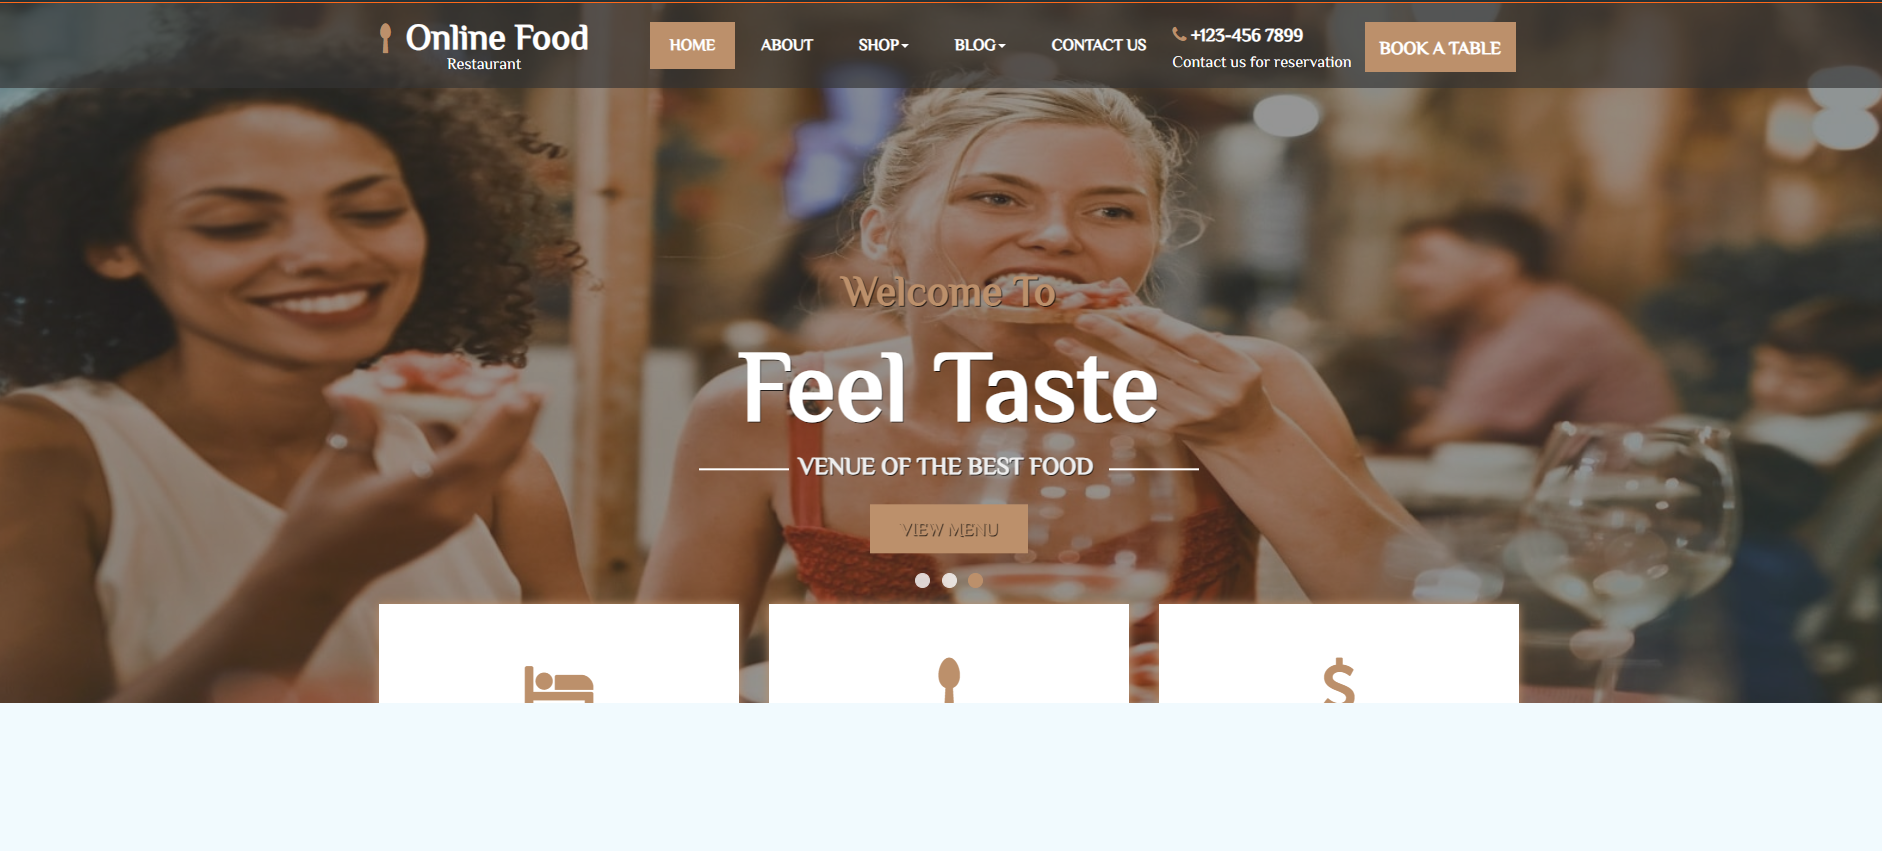 Online Food
Restaurant
HOME
ABOUT
SHOP
BLOG
CONTACT US
+123-456 7899
Contact us for reservation
BOOK A TABLE
Welcome To
Feel Taste
VENUE OF THE BEST FOOD
VIEW MENU